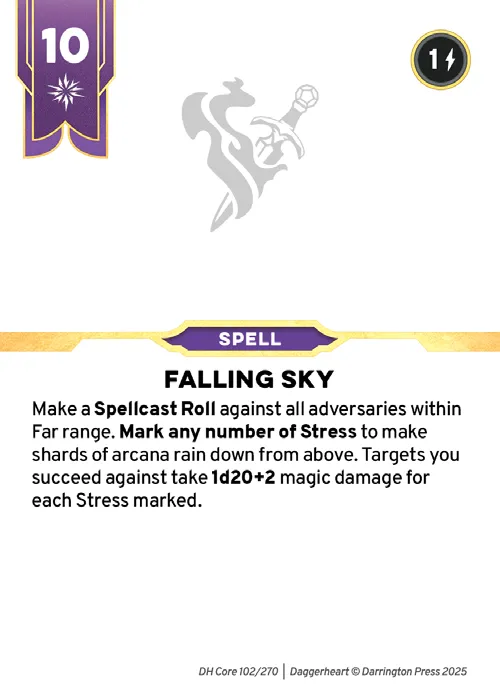 10
1
SPELL
FALLING SKY
Make a Spellcast Roll against all adversaries within
Far range. Mark any number of Stress to make
shards of arcana rain down from above. Targets you
succeed against take 1d20+2 magic damage for
each Stress marked.
DH Core 102/270 | Daggerheart © Darrington Press 2025